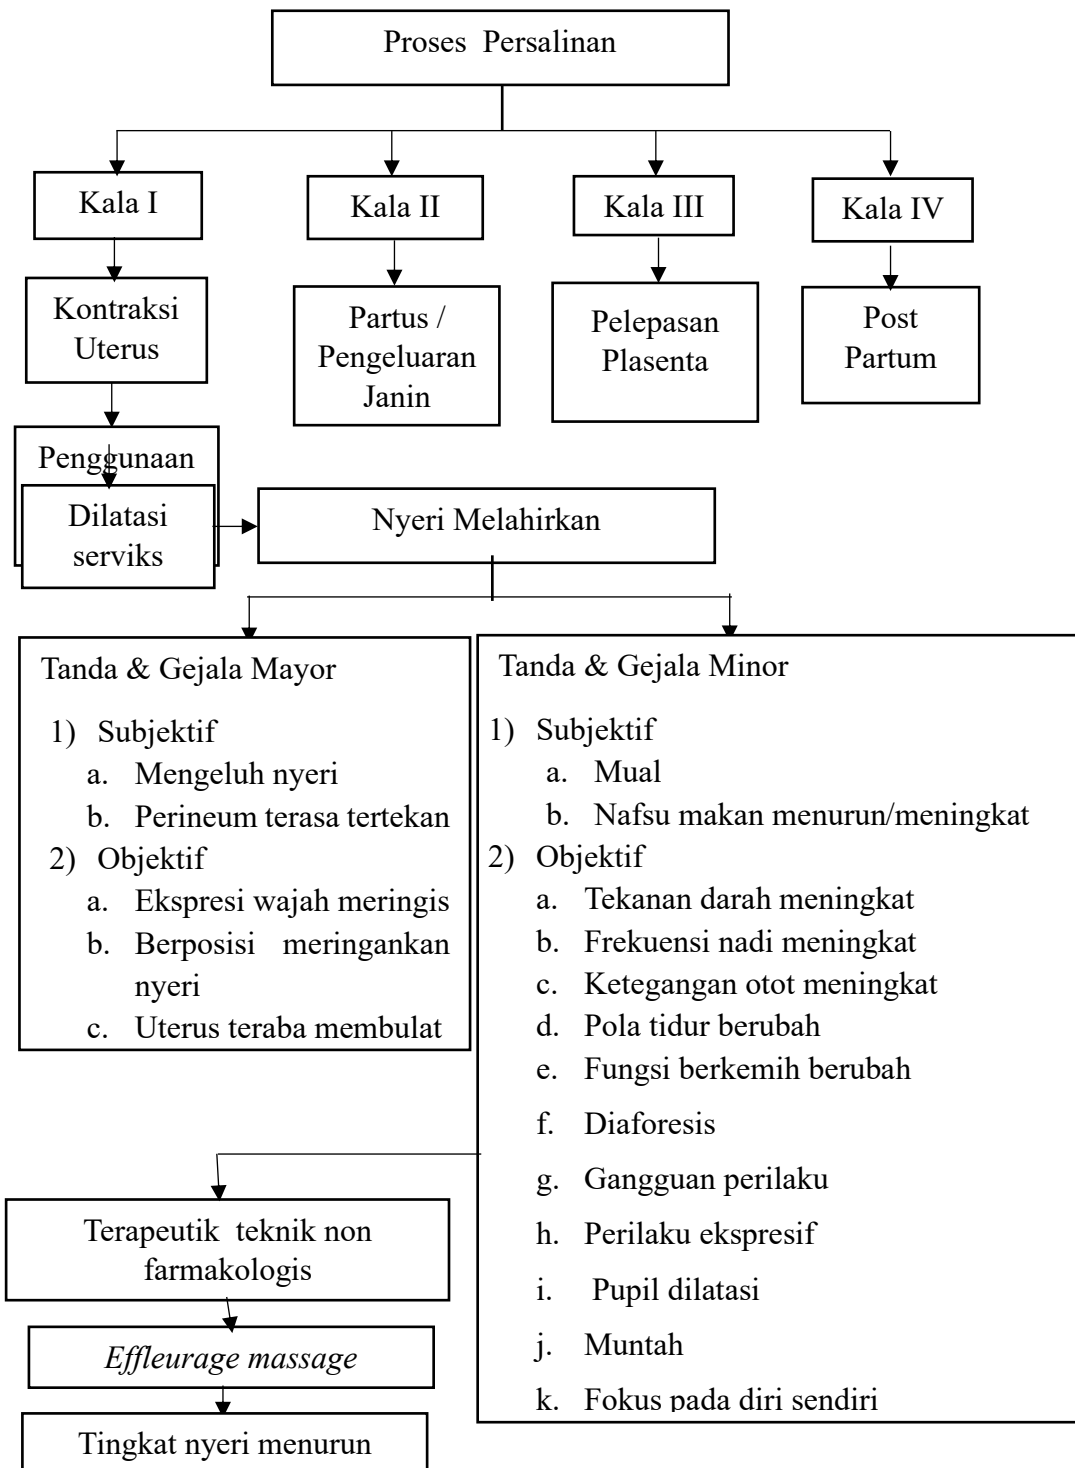 Proses Persalinan
Kala I
Kala II
Kala III
Kala IV
Kontraksi
Uterus
Partus /
Pengeluaran
Janin
Pelepasan
Plasenta
Post
Partum
Penggunaan
Dilatasi
serviks
Nyeri Melahirkan
Tanda & Gejala Mayor
1) Subjektif
a. Mengeluh nyeri
b. Perineum terasa tertekan
2) Objektif
a. Ekspresi wajah meringis
b. Berposisi meringankan
nyeri
c. Uterus teraba membulat
Tanda & Gejala Minor
1) Subjektif
a. Mual
b. Nafsu makan menurun/meningkat
2) Objektif
a. Tekanan darah meningkat
b. Frekuensi nadi meningkat
c. Ketegangan otot meningkat
d. Pola tidur berubah
e. Fungsi berkemih berubah
f. Diaforesis
g. Gangguan perilaku
h. Perilaku ekspresif
i. Pupil dilatasi
j. Muntah
k. Fokus pada diri sendiri
Terapeutik teknik non
farmakologis
Effleurage massage
Tingkat nyeri menurun